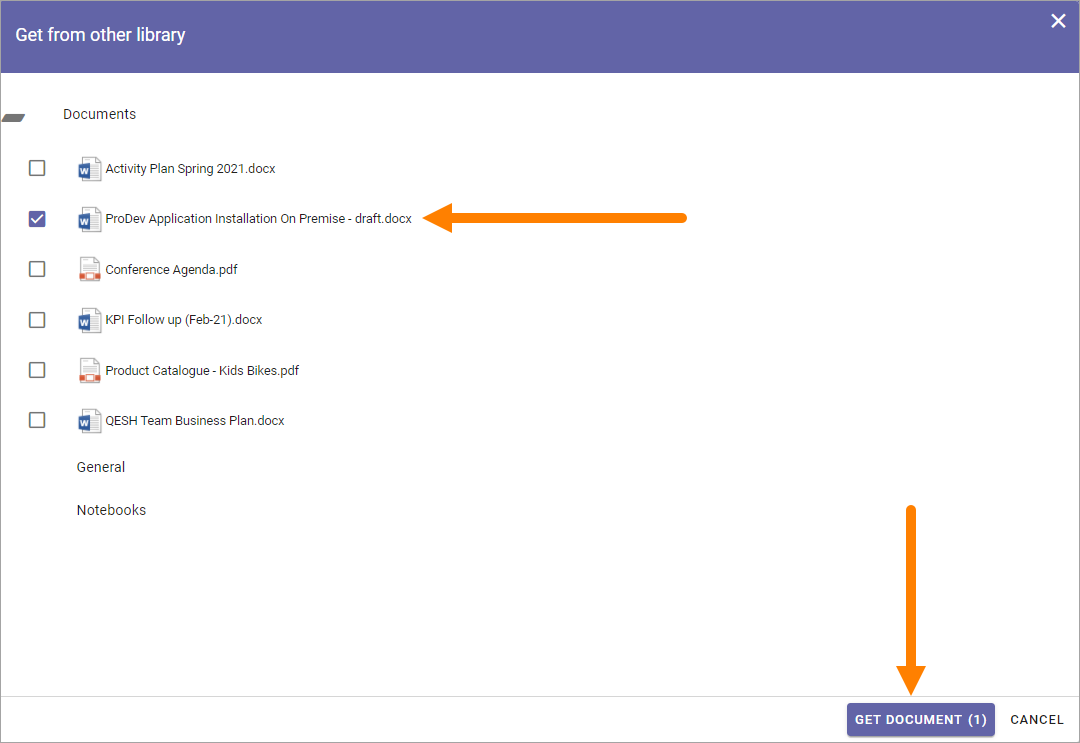 Get from other library
Documents
Activity Plan Spring 2021.docx
ProDev Application Installation On Premise - draft.docx
Conference Agenda.pdf
KPI Follow up (Feb-21).docx
Product Catalogue - Kids Bikes.pdf
QESH Team Business Plan.docx
General
Notebooks
GET DOCUMENT (1) CANCEL